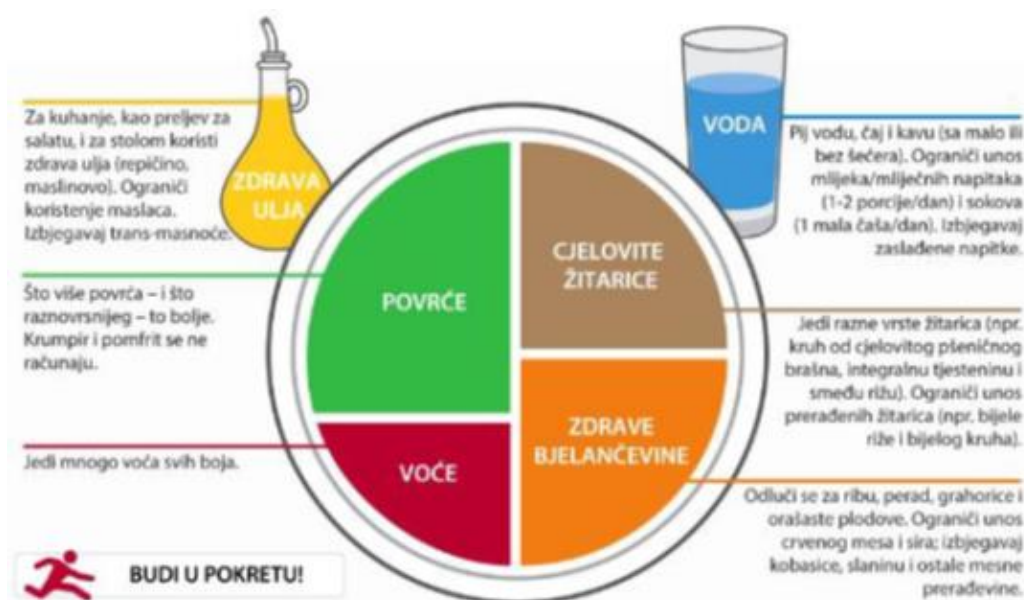 Za kuhanje, kao preljev za
salatu, i za stolom koristi
zdrava ulja (repičino,
maslinovo). Ograniči
koristenje maslaca.
Izbjegavaj trans-masnoće.
ZDRAVA
ULJA
VODA
Pij vodu, čaj i kavu (sa malo ili
bez šećera). Ograniči unos
mlijeka/mliječnih napitaka
(1-2 porcije/dan) i sokova
(1 mala čaša/dan). Izbjegavaj
zaslađene napitke.
Što više povrća – i što
raznovrsnijeg – to bolje.
Krumpir i pomfrit se ne
računaju.
POVRĆE
CJELOVITE
ŽITARICE
Jedi razne vrste žitarica (npr.
kruh od cjelovitog pšeničnog
brašna, integralnu tjesteninu i
smeđu rižu). Ograniči unos
prerađenih žitarica (npr. bijele
riže i bijelog kruha).
Jedi mnogo voća svih boja.
VOĆE
ZDRAVE
BJELANČEVINE
Odluči se za ribu, perad, grahorice i
orašaste plodove. Ograniči unos
crvenog mesa i sira; izbjegavaj
kobasice, slaninu i ostale mesne
prerađevine.
BUDI U POKRETU!